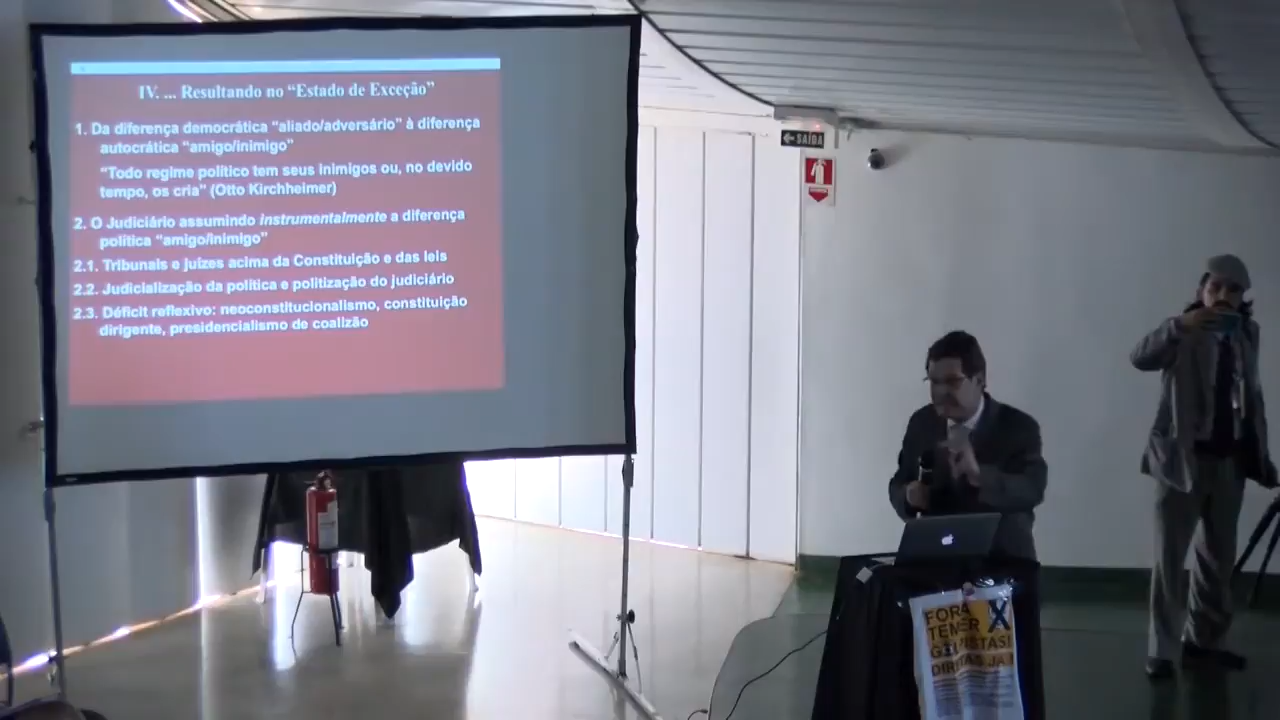 IV. ... Resultando no “Estado de Exceção”
1. Da diferença democrática “aliado/adversário” à diferença
autocrática “amigo/inimigo”
“Todo regime político tem seus inimigos ou, no devido
tempo, os cria” (Otto Kirchheimer)
2. O Judiciário assumindo instrumentalmente a diferença
política “amigo/inimigo”
2.1. Tribunais e juízes acima da Constituição e das leis
2.2. Judicialização da política e politização do judiciário
2.3. Déficit reflexivo: neoconstitucionalismo, constituição
dirigente, presidencialismo de coalizão
SAÍDA
FORA
TEMER
GOLPISTAS!
DIRETAS JÁ!